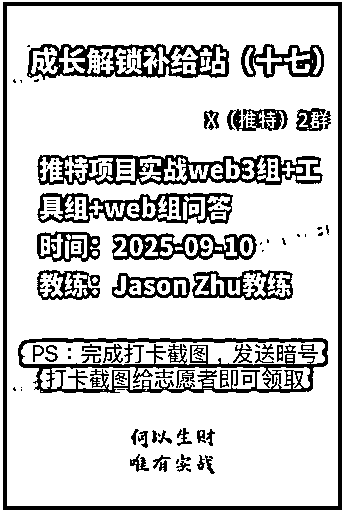 成长解锁补给站（十七）
X（推特）2群
推特项目实战web3组+工
具组+web组问答
时间：2025-09-10
教练：Jason Zhu教练
PS：完成打卡截图，发送暗号
打卡截图给志愿者即可领取
何以生财
唯有实战